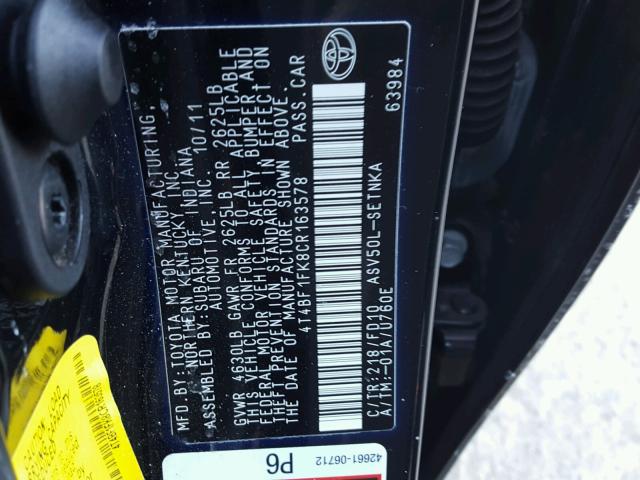 MFD BY:TOYOTA MOTOR MANUFACTURING,
NORTHERN KENTUCKY, INC.
ASSEMBLED BY:SUBARU OF INDIANA
AUTOMOTIVE, INC. 10/11
GVWR 4630LB GAWR FR 2625LB RR 2625LB
THIS VEHICLE CONFORMS TO ALL APPLICABLE
FEDERAL MOTOR VEHICLE SAFETY, BUMPER AND
THEFT PREVENTION STANDARDS IN EFFECT ON
THE DATE OF MANUFACTURE SHOWN ABOVE.
4T4BF1FK8CR163578 PASS.CAR
C/TR:218/FD10 ASV50L-SETNKA
A/TM:-01A/U760E 63984
42661-06712
P6